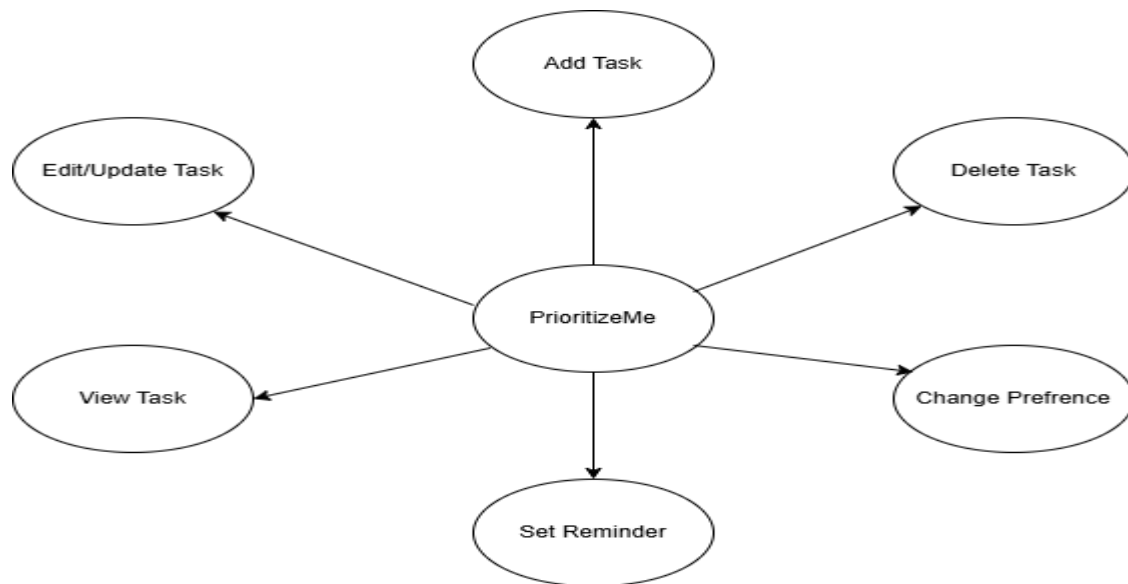 Add Task
Edit/Update Task
Delete Task
PrioritizeMe
View Task
Change Prefrence
Set Reminder